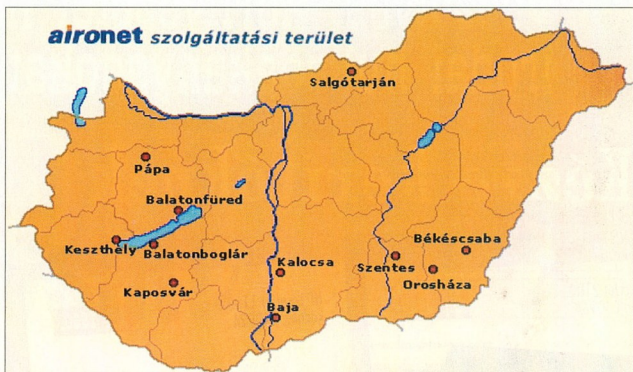 aironet szolgáltatási terület
Salgótarján
Pápa
Balatonfüred
Keszthely
Balatonboglár
Békéscsaba
Szentes
Kalocsa
Orosháza
Kaposvár
Baja